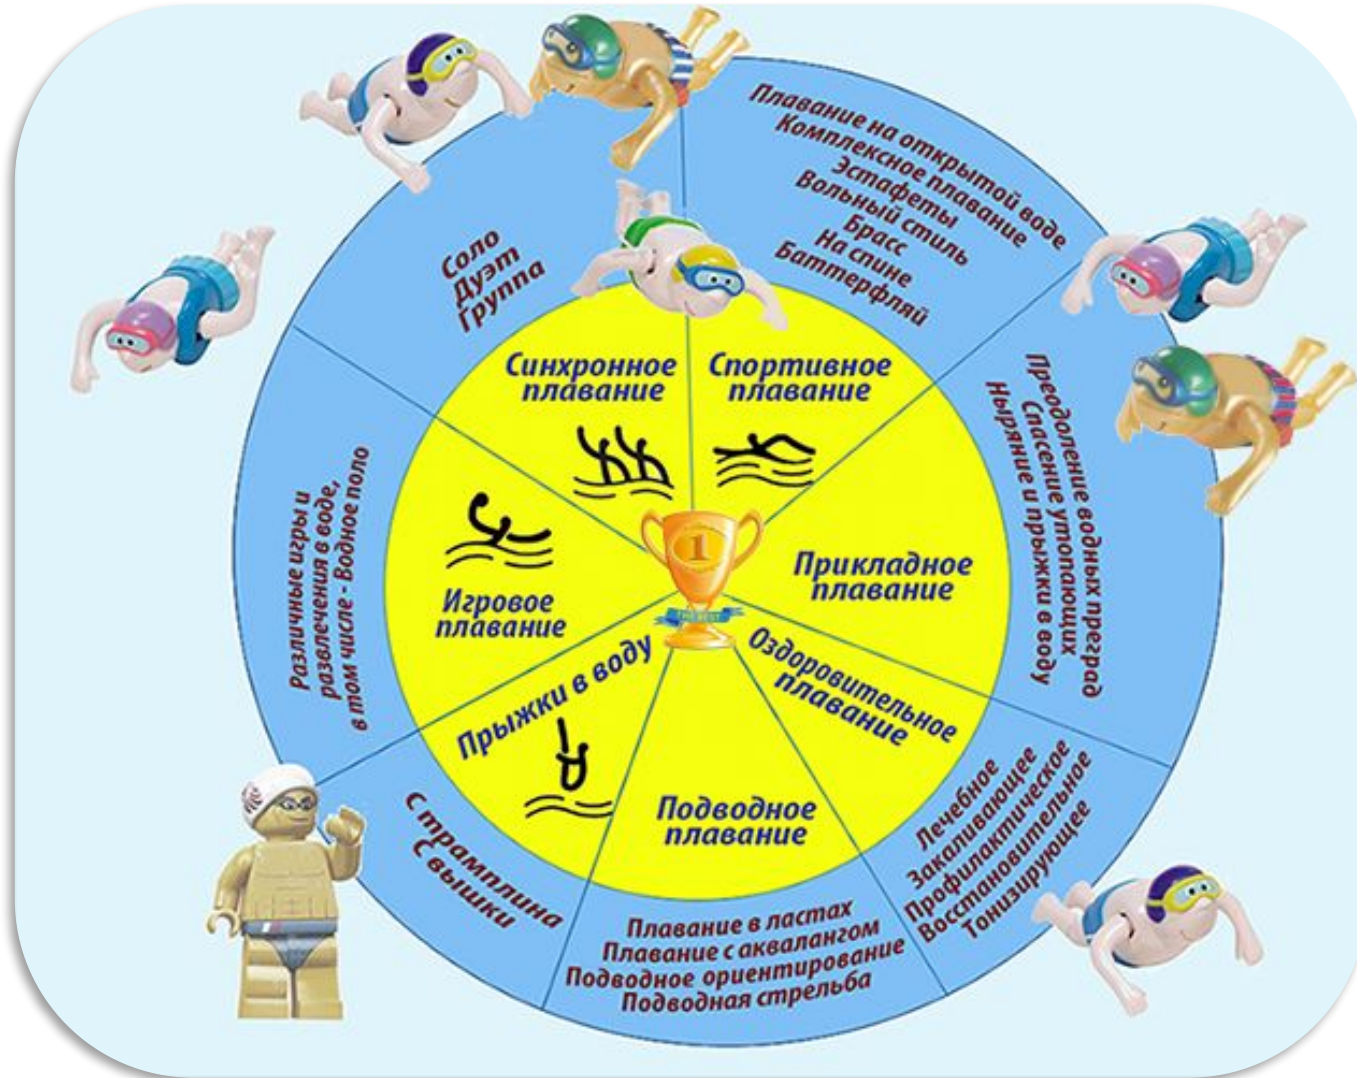 Плавание на открытой воде
Комплексное плавание
Эстафеты
Вольный стиль
Брасс
На спине
Баттерфляй
Соло
Дуэт
Группа
Синхронное
плавание
Спортивное
плавание
Преодоление водных преград
Спасение утопающих
Ныряние и прыжки в воду
Различные игры и
развлечения в воде,
в том числе - Водное поло
1
Прикладное
плавание
Игровое
плавание
Прыжки в воду
Оздоровительное
плавание
Подводное
плавание
Лечебное
Закаливающее
Профилактическое
Восстановительное
Тонизирующее
С трамплина
С вышки
Плавание в ластах
Плавание с аквалангом
Подводное ориентирование
Подводная стрельба